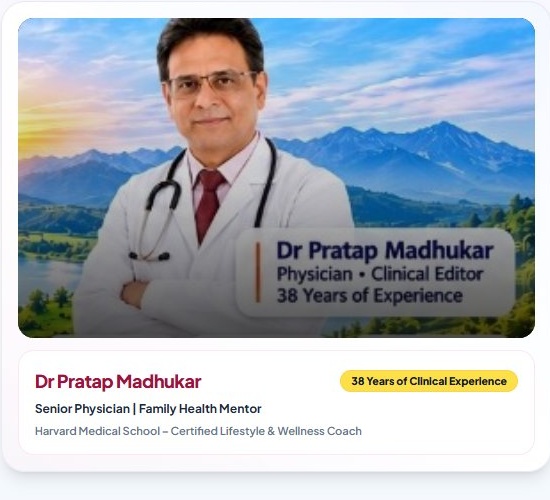 Dr Pratap Madhukar
Physician • Clinical Editor
38 Years of Experience
Dr Pratap Madhukar
38 Years of Clinical Experience
Senior Physician | Family Health Mentor
Harvard Medical School – Certified Lifestyle & Wellness Coach